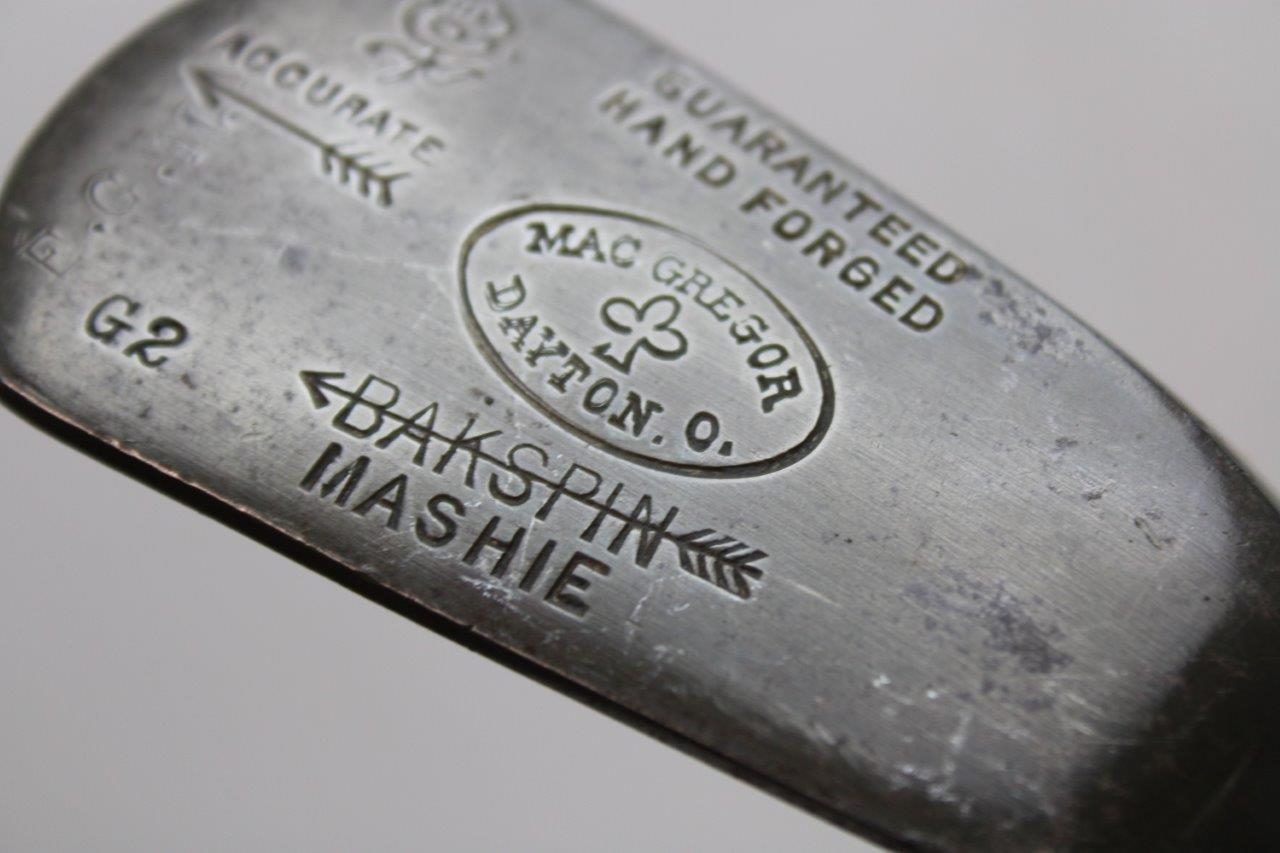 ACCURATE
GUARANTEED
HAND FORGED
MAC GREGOR
DAYTON. O.
G2
BAKSPIN
MASHIE